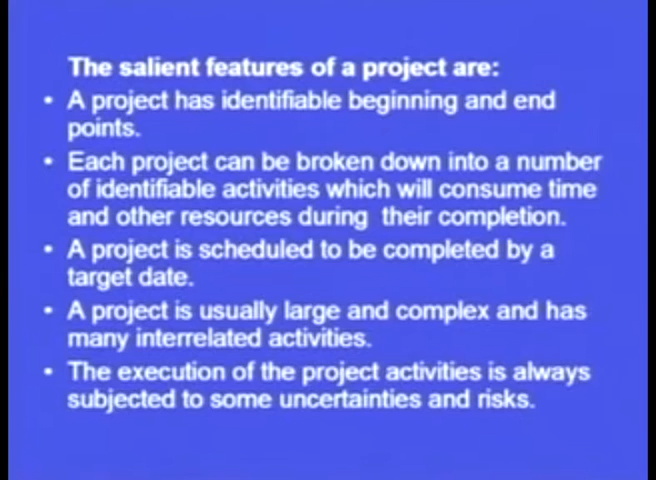 The salient features of a project are:
• A project has identifiable beginning and end
points.
• Each project can be broken down into a number
of identifiable activities which will consume time
and other resources during their completion.
• A project is scheduled to be completed by a
target date.
• A project is usually large and complex and has
many interrelated activities.
• The execution of the project activities is always
subjected to some uncertainties and risks.